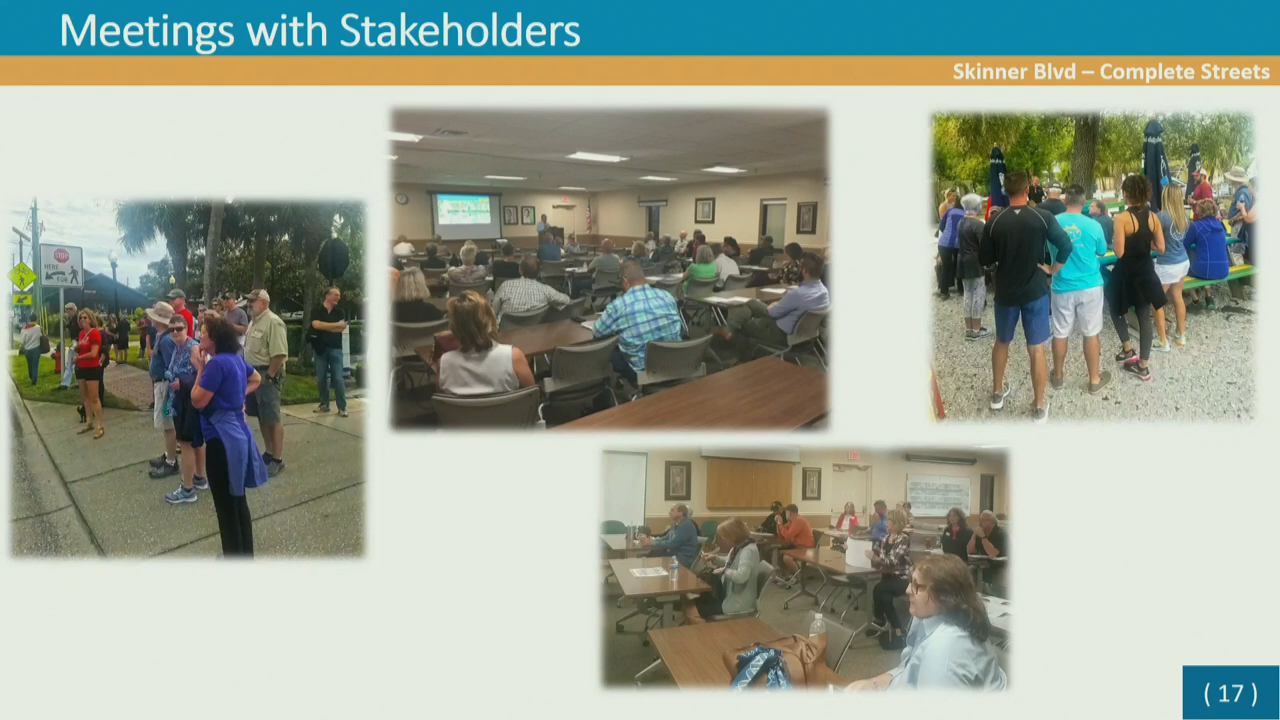 Meetings with Stakeholders
Skinner Blvd – Complete Streets
STOP
HERE
FOR
( 17 )